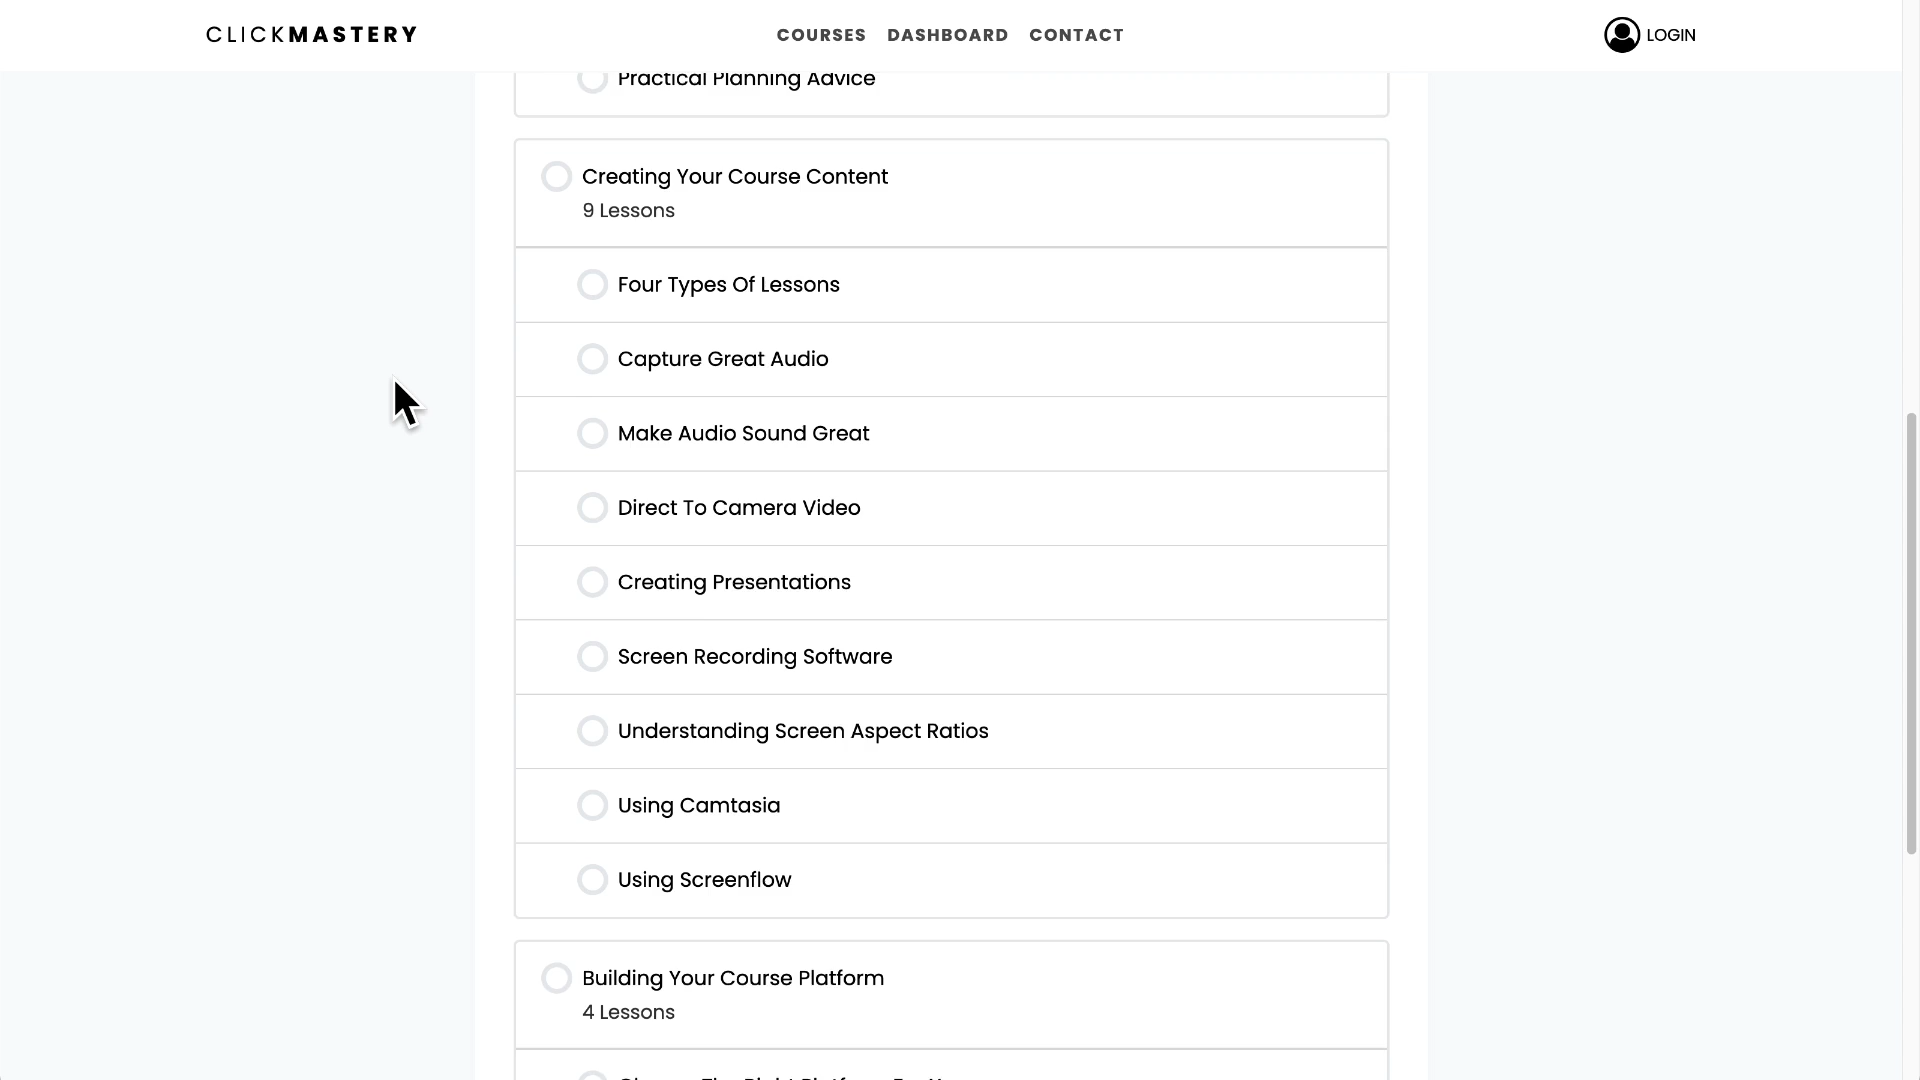 CLICKMASTERY
COURSES DASHBOARD CONTACT
LOGIN
Practical Planning Advice
Creating Your Course Content
9 Lessons
Four Types Of Lessons
Capture Great Audio
Make Audio Sound Great
Direct To Camera Video
Creating Presentations
Screen Recording Software
Understanding Screen Aspect Ratios
Using Camtasia
Using Screenflow
Building Your Course Platform
4 Lessons